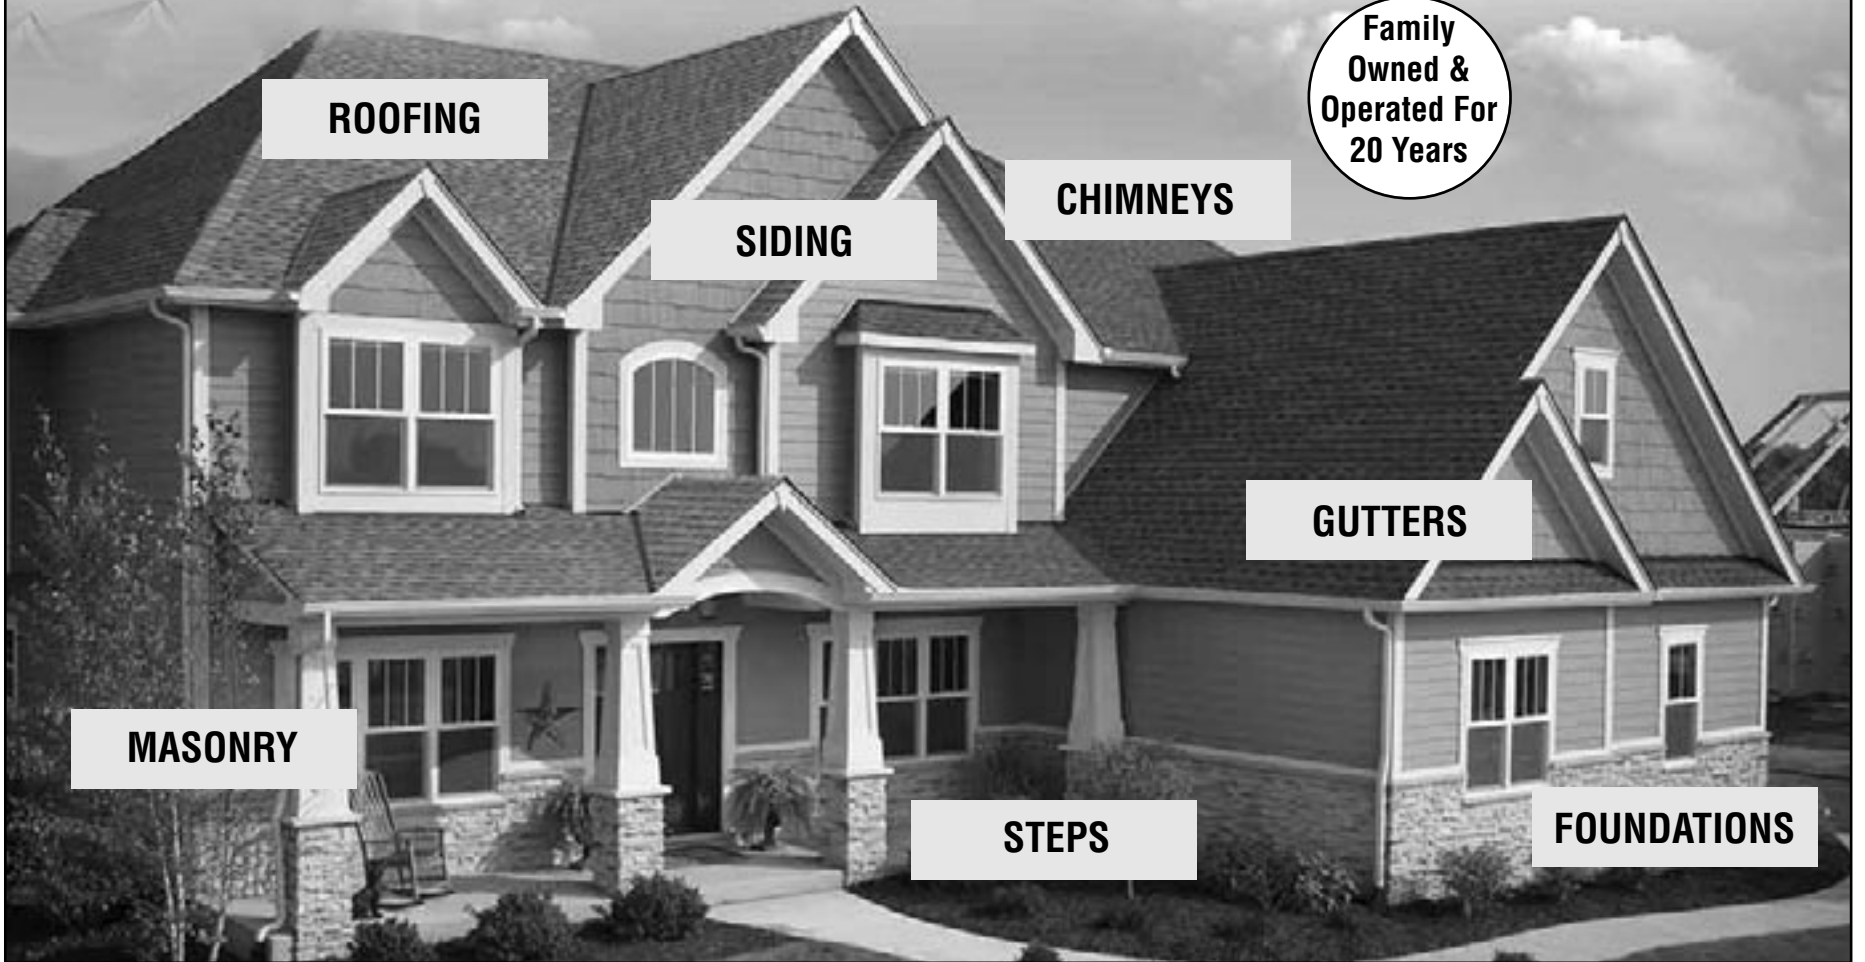 Family
Owned &
Operated For
20 Years
ROOFING
CHIMNEYS
SIDING
GUTTERS
MASONRY
STEPS
FOUNDATIONS